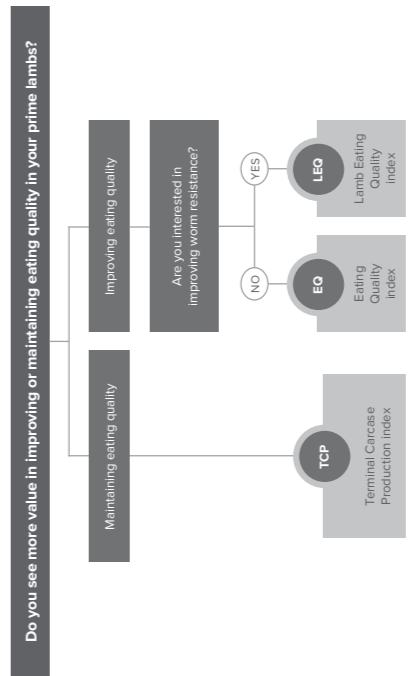 Do you see more value in improving or maintaining eating quality in your prime lambs?
Maintaining eating quality
Improving eating quality
Are you interested in
improving worm resistance?
NO
YES
TCP
Terminal Carcase
Production index
EQ
Eating
Quality
index
LEQ
Lamb Eating
Quality
index